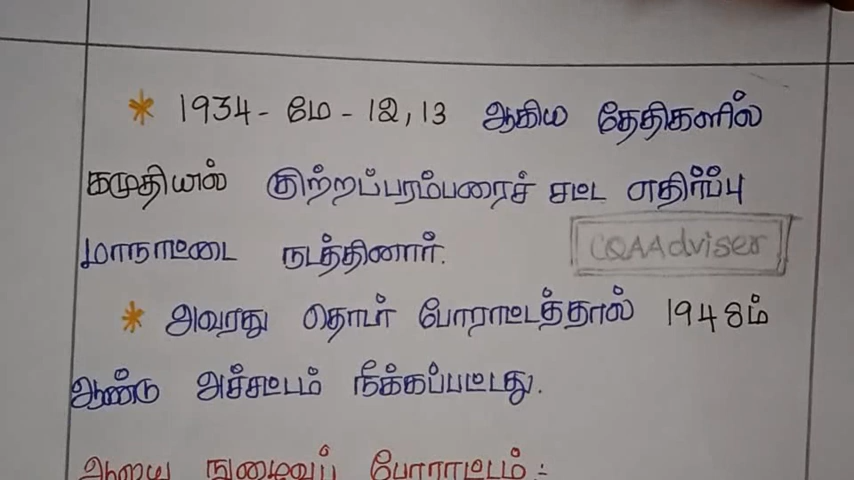 * 1934 - மே - 12, 13 ஆகிய தேதிகளில்
கமுதியில் குற்றப்பரம்பரைச் சட்ட எதிர்ப்பு
மாநாட்டை நடத்தினார்.
CQAAdviser
* அவரது தொடர் போராட்டத்தால் 1948ம்
ஆண்டு அச்சட்டம் நீக்கப்பட்டது.
ஆலய நுழைவுப் போராட்டம் :-